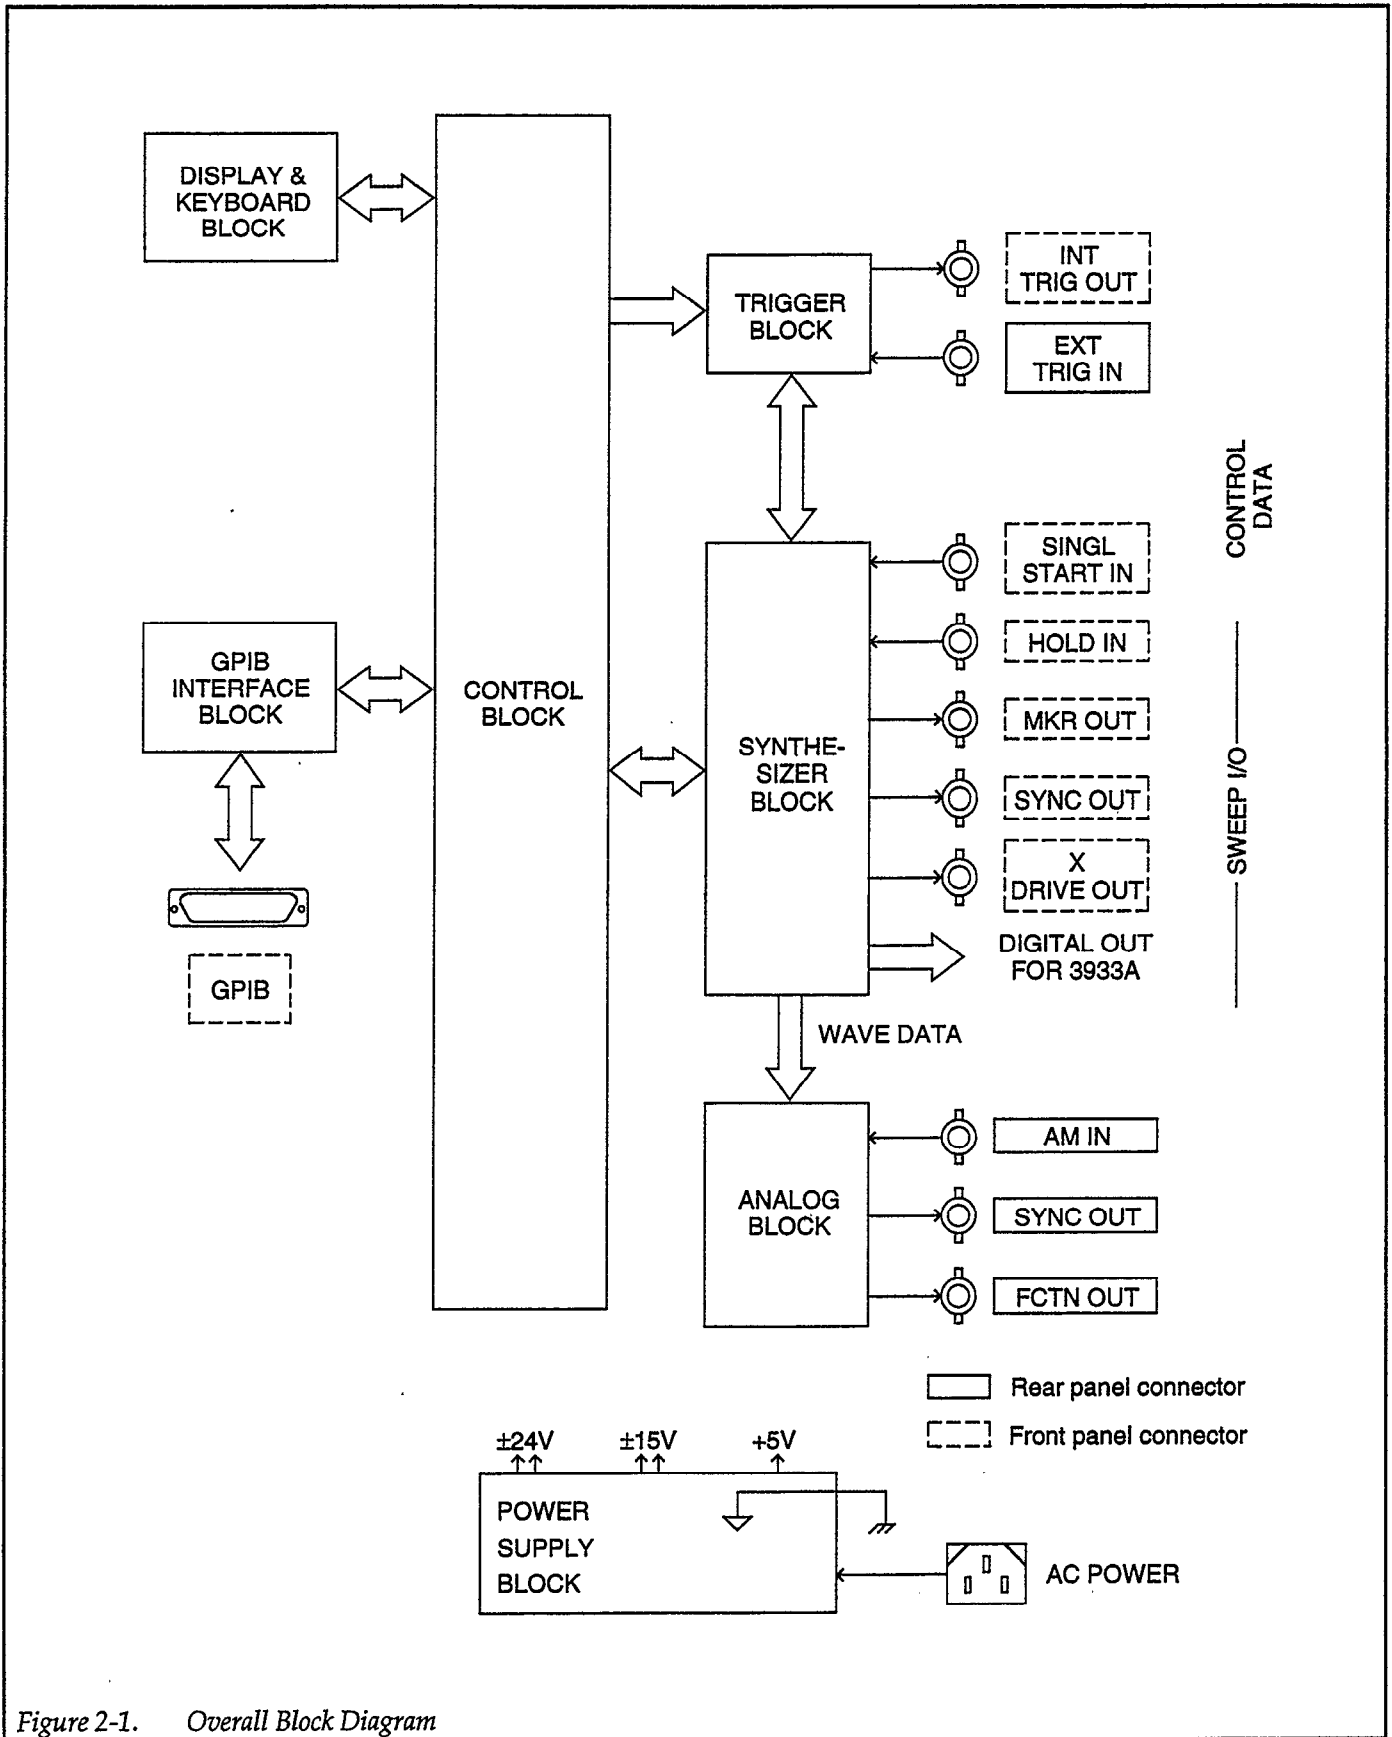 DISPLAY &
KEYBOARD
BLOCK
INT
TRIG OUT
TRIGGER
BLOCK
EXT
TRIG IN
CONTROL
DATA
SINGL
START IN
HOLD IN
GPIB
INTERFACE
BLOCK
CONTROL
BLOCK
MKR OUT
SYNTHE-
SIZER
BLOCK
SYNC OUT
SWEEP I/O
X
DRIVE OUT
DIGITAL OUT
FOR 3933A
GPIB
WAVE DATA
AM IN
ANALOG
BLOCK
SYNC OUT
FCTN OUT
Rear panel connector
Front panel connector
±24V
±15V
+5V
POWER
SUPPLY
BLOCK
AC POWER
Figure 2-1. Overall Block Diagram